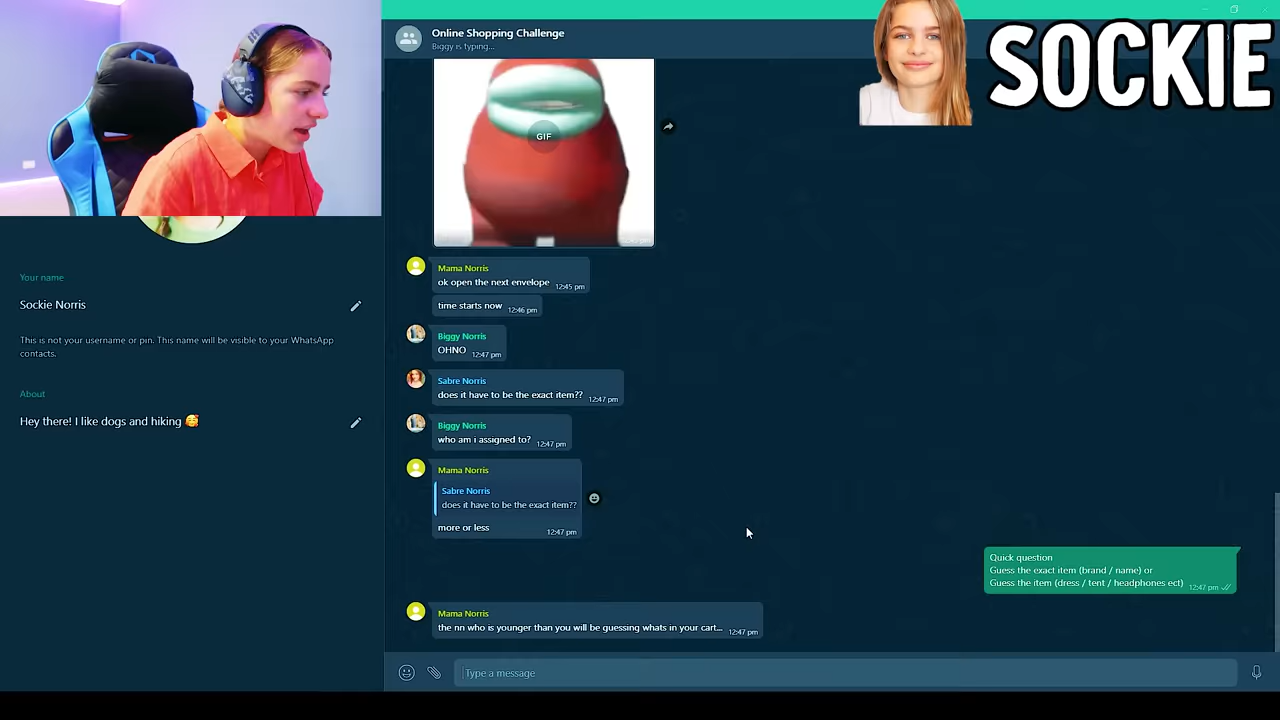 SOCKIE
Online Shopping Challenge
Biggy is typing...
GIF
Mama Norris
ok open the next envelope 12:45 pm
time starts now 12:46 pm
Biggy Norris
OHNO 12:47 pm
Sabre Norris
does it have to be the exact item?? 12:47 pm
Biggy Norris
who am i assigned to? 12:47 pm
Mama Norris
Sabre Norris
does it have to be the exact item??
more or less 12:47 pm
Quick question
Guess the exact item (brand / name) or
Guess the item (dress / tent / headphones ect) 12:47 pm
Mama Norris
the nn who is younger than you will be guessing whats in your cart... 12:47 pm
Type a message
Your name
Sockie Norris
This is not your username or pin. This name will be visible to your WhatsApp
contacts.
About
Hey there! I like dogs and hiking 🥰